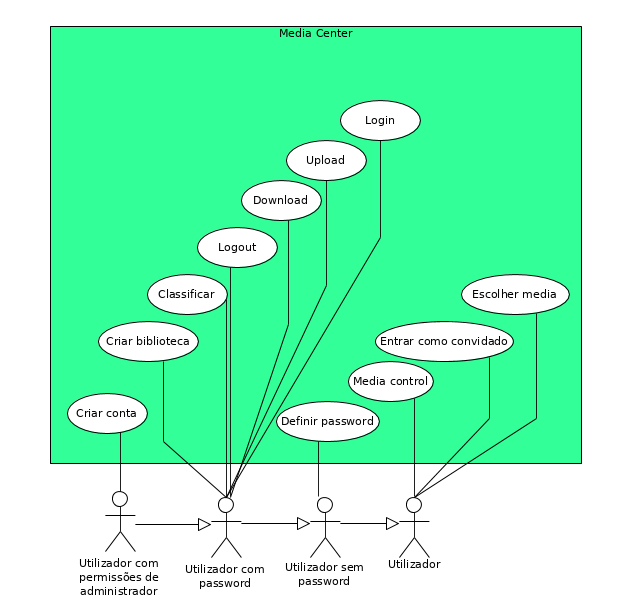 Media Center
Login
Upload
Download
Logout
Classificar
Escolher media
Criar biblioteca
Entrar como convidado
Media control
Criar conta
Definir password
Utilizador com
permissões de
administrador
Utilizador com
password
Utilizador sem
password
Utilizador